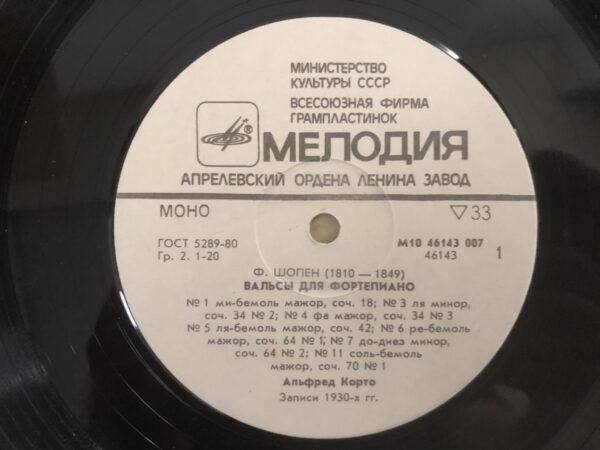 МИНИСТЕРСТВО
КУЛЬТУРЫ СССР
ВСЕСОЮЗНАЯ ФИРМА
ГРАМПЛАСТИНОК
® МЕЛОДИЯ
АПРЕЛЕВСКИЙ ОРДЕНА ЛЕНИНА ЗАВОД
МОНО ▽33
ГОСТ 5289-80 М10 46143 007
Гр. 2. 1-20 46143 1
Ф. ШОПЕН (1810 — 1849)
ВАЛЬСЫ ДЛЯ ФОРТЕПИАНО
№ 1 ми-бемоль мажор, соч. 18; № 3 ля минор,
соч. 34 № 2; № 4 фа мажор, соч. 34 № 3
№ 5 ля-бемоль мажор, соч. 42; № 6 ре-бемоль
мажор, соч. 64 № 1; № 7 до-диез минор,
соч. 64 № 2; № 11 соль-бемоль
мажор, соч. 70 № 1
Альфред Корто
Записи 1930-х гг.